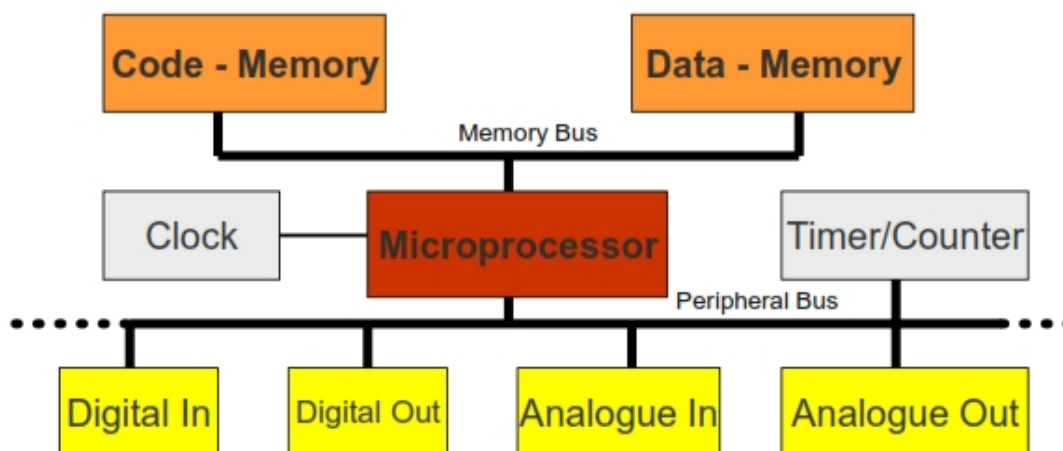 Code - Memory
Data - Memory
Memory Bus
Clock
Microprocessor
Timer/Counter
Peripheral Bus
Digital In
Digital Out
Analogue In
Analogue Out